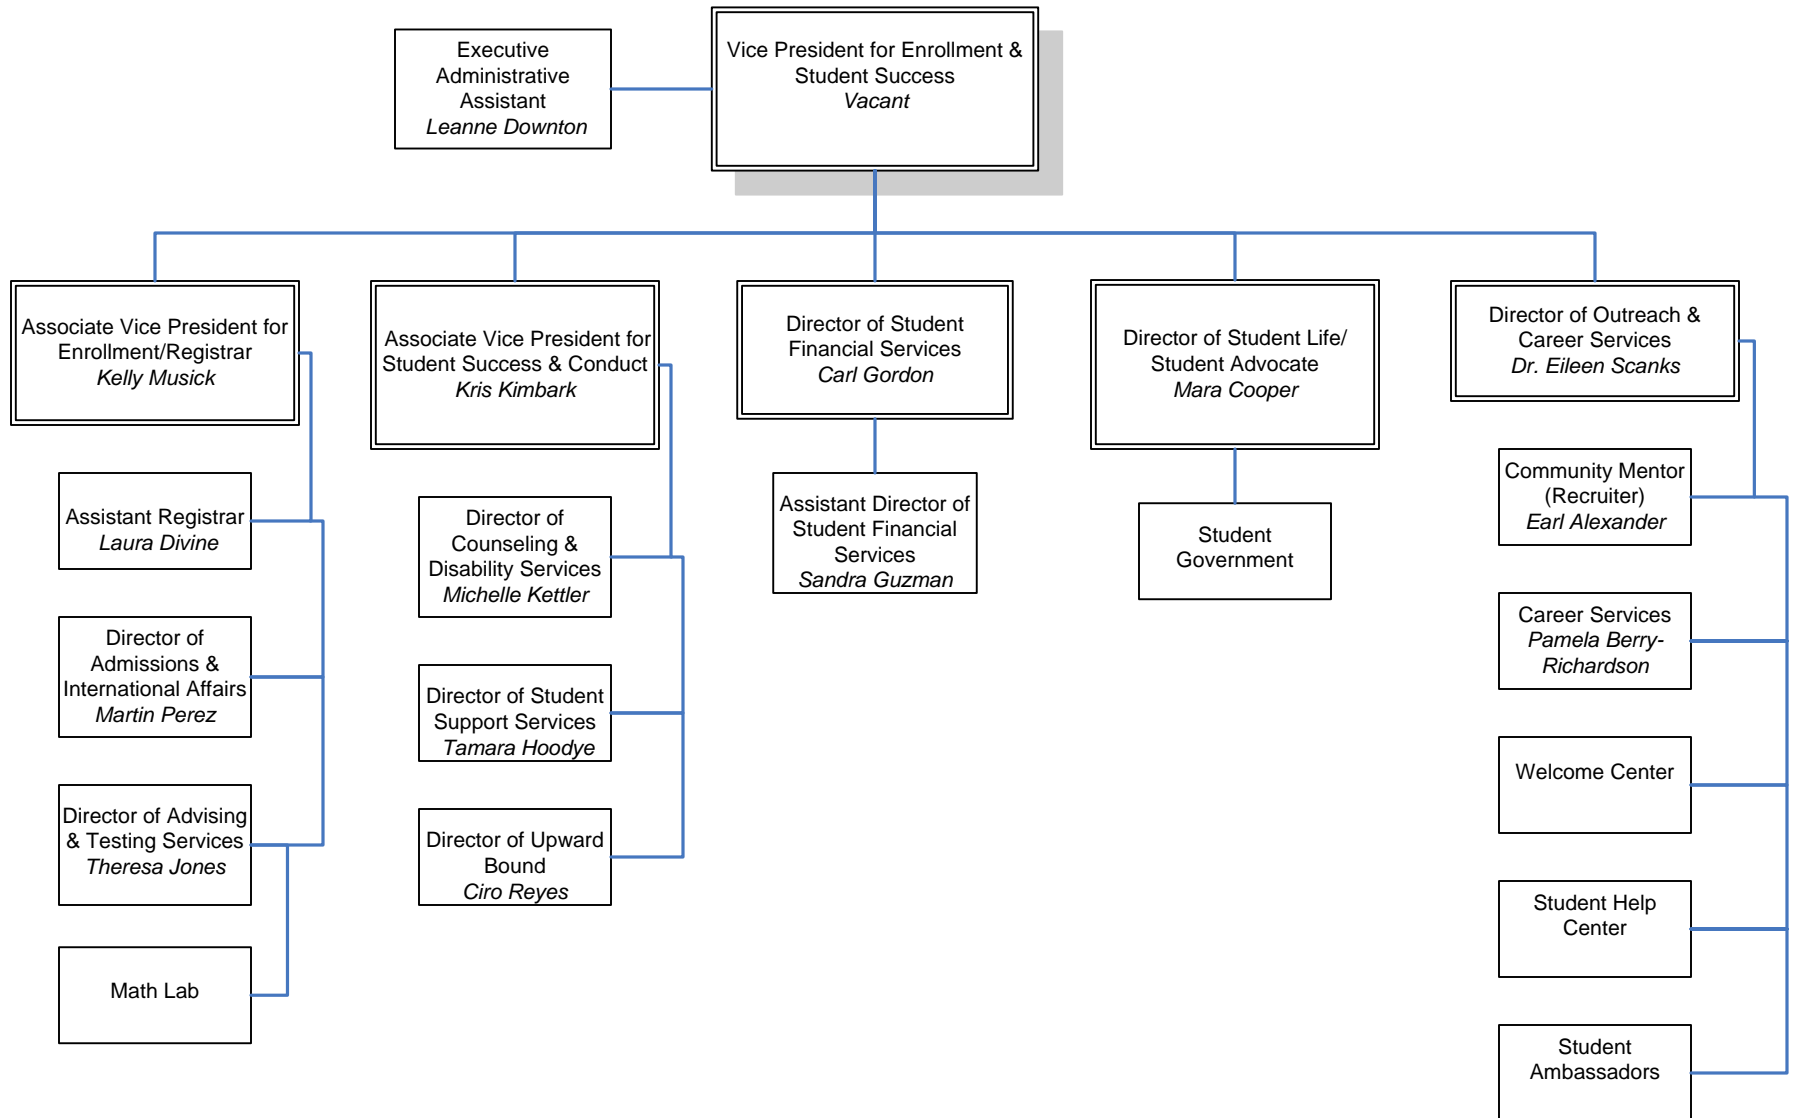 Executive
Administrative
Assistant
Leanne Downton
Vice President for Enrollment &
Student Success
Vacant
Associate Vice President for
Enrollment/Registrar
Kelly Musick
Associate Vice President for
Student Success & Conduct
Kris Kimbark
Director of Student
Financial Services
Carl Gordon
Director of Student Life/
Student Advocate
Mara Cooper
Director of Outreach &
Career Services
Dr. Eileen Scanks
Assistant Registrar
Laura Divine
Director of
Admissions &
International Affairs
Martin Perez
Director of Advising
& Testing Services
Theresa Jones
Math Lab
Director of
Counseling &
Disability Services
Michelle Kettler
Director of Student
Support Services
Tamara Hoodye
Director of Upward
Bound
Ciro Reyes
Assistant Director of
Student Financial
Services
Sandra Guzman
Student
Government
Community Mentor
(Recruiter)
Earl Alexander
Career Services
Pamela Berry-
Richardson
Welcome Center
Student Help
Center
Student
Ambassadors